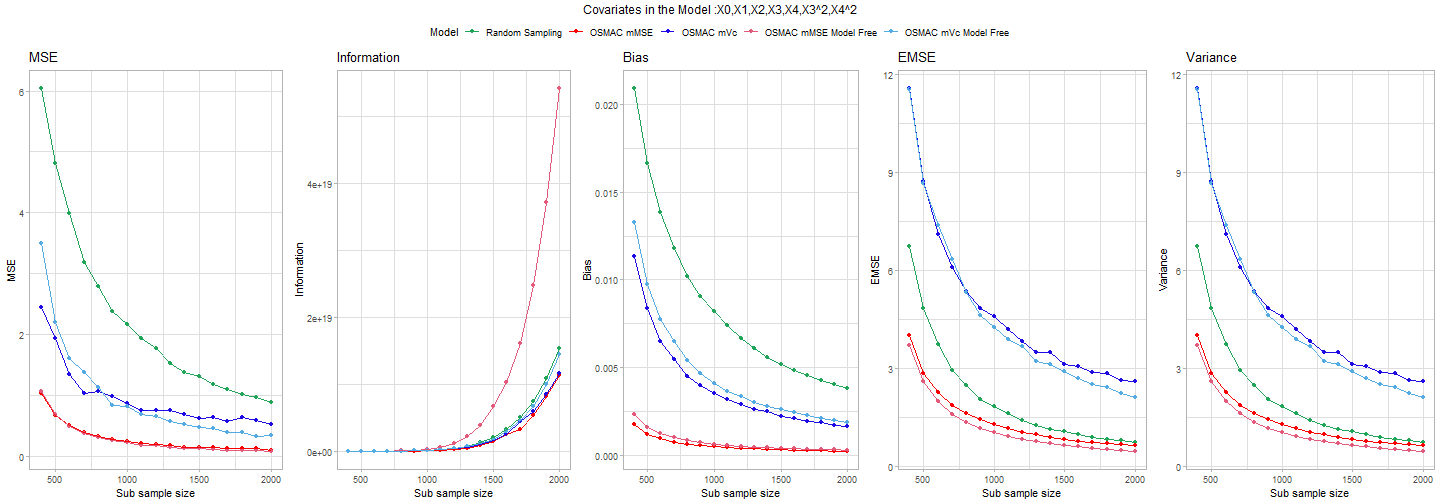 Covariates in the Model :X0,X1,X2,X3,X4,X3^2,X4^2
Model Random Sampling OSMAC mMSE OSMAC mVc OSMAC mMSE Model Free OSMAC mVc Model Free
MSE
MSE
6
4
2
0
500 1000 1500 2000
Sub sample size
Information
Information
4e+19
2e+19
0e+00
500 1000 1500 2000
Sub sample size
Bias
Bias
0.020
0.015
0.010
0.005
0.000
500 1000 1500 2000
Sub sample size
EMSE
EMSE
12
9
6
3
0
500 1000 1500 2000
Sub sample size
Variance
Variance
12
9
6
3
0
500 1000 1500 2000
Sub sample size